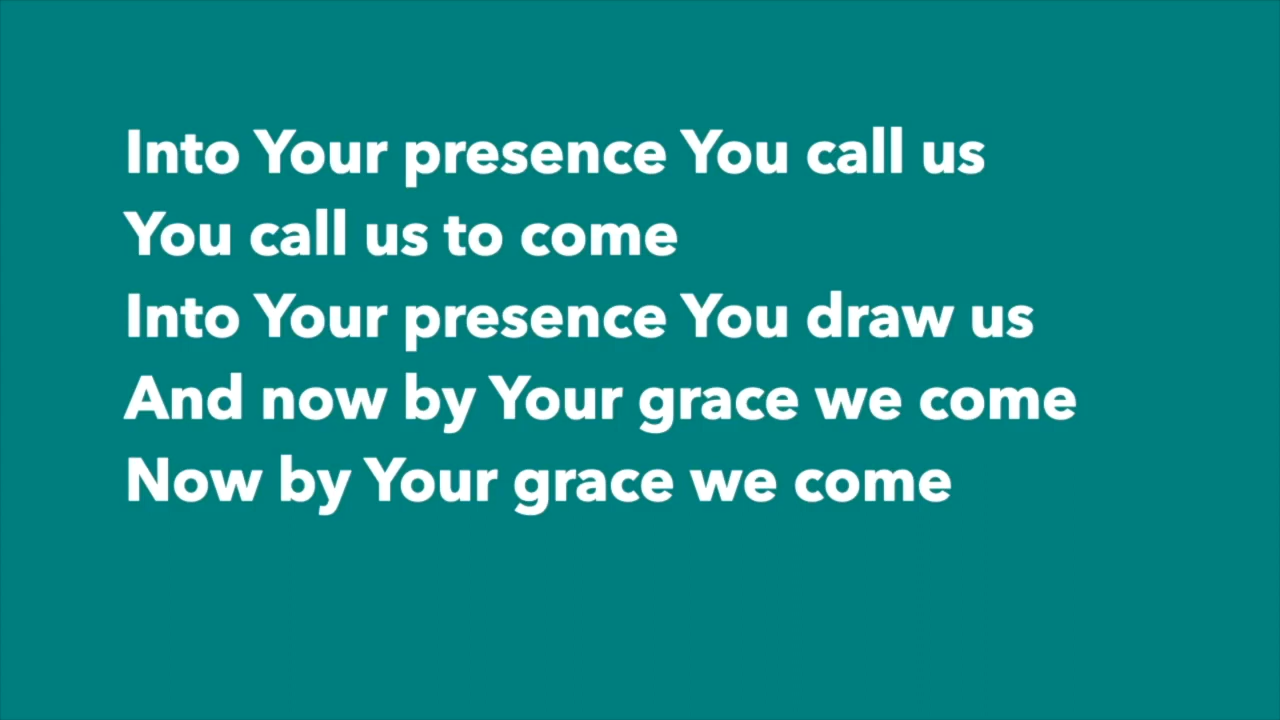 Into Your presence You call us
You call us to come
Into Your presence You draw us
And now by Your grace we come
Now by Your grace we come